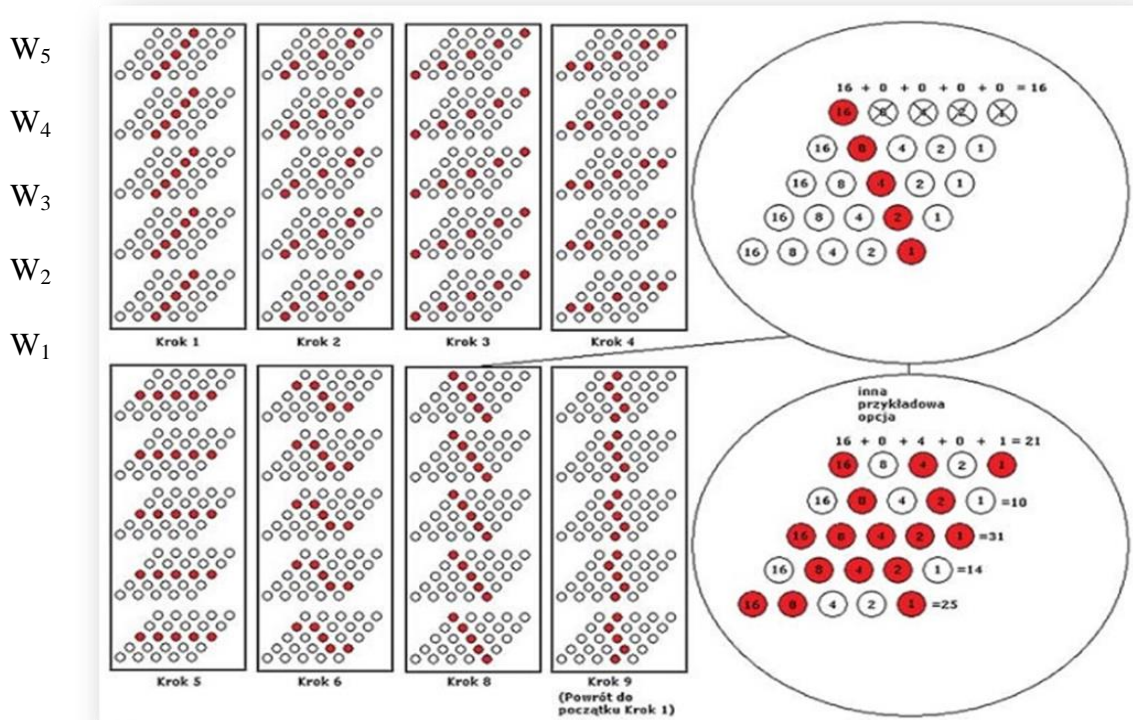 W5
W4
W3
W2
W1
Krok 1
Krok 2
Krok 3
Krok 4
16 + 0 + 0 + 0 + 0 = 16
16 8 4 2 1
16 8 4 2 1
16 8 4 2 1
16 8 4 2 1
16 8 4 2 1
Krok 5
Krok 6
Krok 8
Krok 9
(Powrót do
początku Krok 1)
inna
przykładowa
opcja
16 + 0 + 4 + 0 + 1 = 21
16 8 4 2 1
16 8 4 2 1 =10
16 8 4 2 1 =31
16 8 4 2 1 =14
16 8 4 2 1 =25